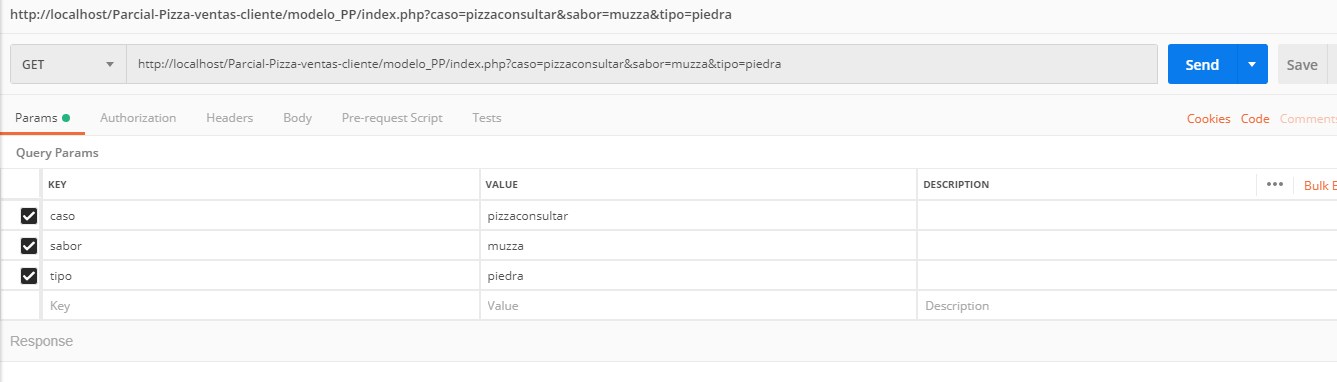 http://localhost/Parcial-Pizza-ventas-cliente/modelo_PP/index.php?caso=pizzaconsultar&sabor=muzza&tipo=piedra
GET http://localhost/Parcial-Pizza-ventas-cliente/modelo_PP/index.php?caso=pizzaconsultar&sabor=muzza&tipo=piedra Send Save
Params Authorization Headers Body Pre-request Script Tests Cookies Code Comments
Query Params
KEY VALUE DESCRIPTION ••• Bulk E
caso pizzaconsultar
sabor muzza
tipo piedra
Key Value Description
Response